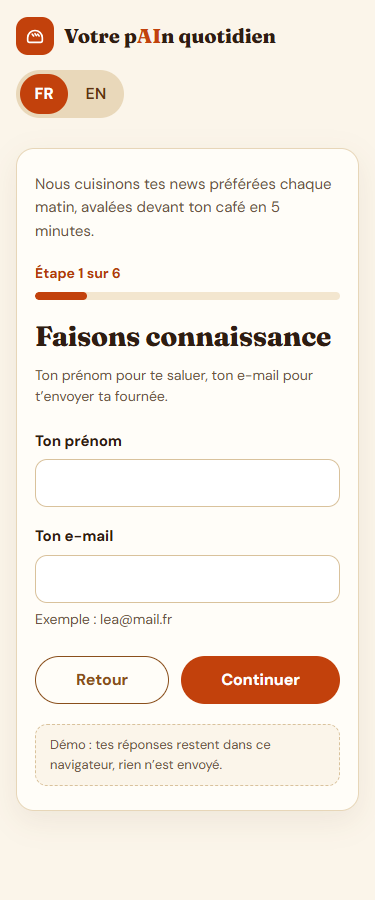 Votre pAIn quotidien
FR EN
Nous cuisinons tes news préférées chaque
matin, avalées devant ton café en 5
minutes.
Étape 1 sur 6
Faisons connaissance
Ton prénom pour te saluer, ton e-mail pour
t’envoyer ta fournée.
Ton prénom
Ton e-mail
Exemple : lea@mail.fr
Retour Continuer
Démo : tes réponses restent dans ce
navigateur, rien n’est envoyé.